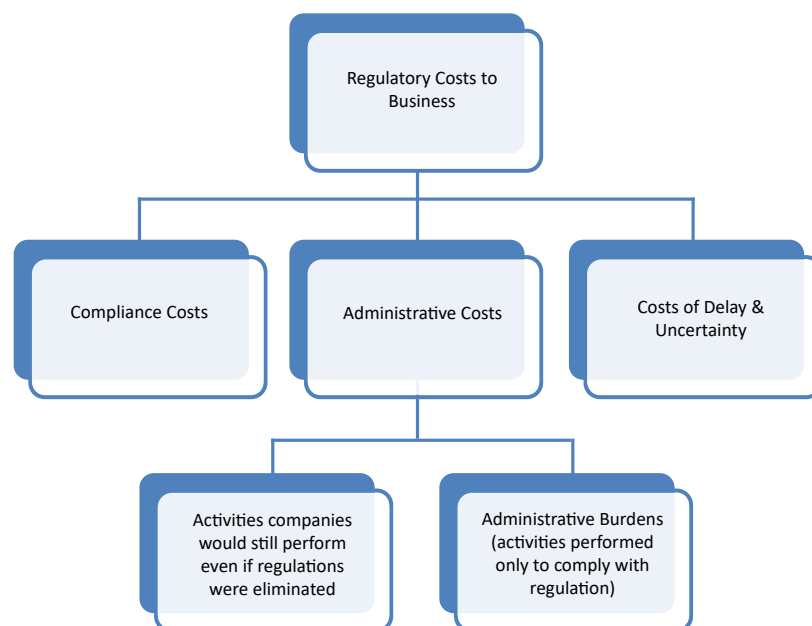 Regulatory Costs to
Business
Compliance Costs
Administrative Costs
Costs of Delay &
Uncertainty
Activities companies
would still perform
even if regulations
were eliminated
Administrative Burdens
(activities performed
only to comply with
regulation)